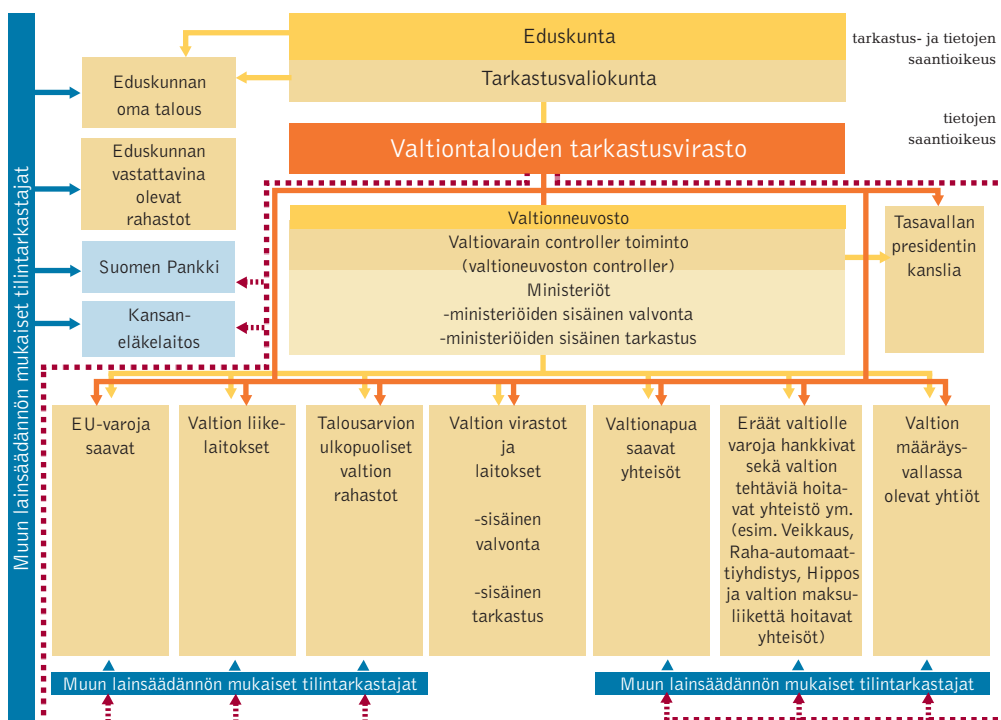 Eduskunta
Tarkastusvaliokunta
tarkastus- ja tietojen
saantioikeus
tietojen
saantioikeus
Eduskunnan
oma talous
Valtiontalouden tarkastusvirasto
Eduskunnan
vastattavina
olevat
rahastot
Suomen Pankki
Kansan-
eläkelaitos
Muun lainsäädännön mukaiset tilintarkastajat
Valtionneuvosto
Valtiovarain controller toiminto
(valtioneuvoston controller)
Ministeriöt
-ministeriöiden sisäinen valvonta
-ministeriöiden sisäinen tarkastus
Tasavallan
presidentin
kanslia
EU-varoja
saavat
Valtion liike-
laitokset
Talousarvion
ulkopuoliset
valtion
rahastot
Valtion virastot
ja
laitokset
-sisäinen
valvonta
-sisäinen
tarkastus
Valtionapua
saavat
yhteisöt
Eräät valtiolle
varoja hankkivat
sekä valtion
tehtäviä hoita-
vat yhteistö ym.
(esim. Veikkaus,
Raha-automaat-
tiyhdistys, Hippos
ja valtion maksu-
liikettä hoitavat
yhteisöt)
Valtion
määräys-
vallassa
olevat yhtiöt
Muun lainsäädännön mukaiset tilintarkastajat
Muun lainsäädännön mukaiset tilintarkastajat